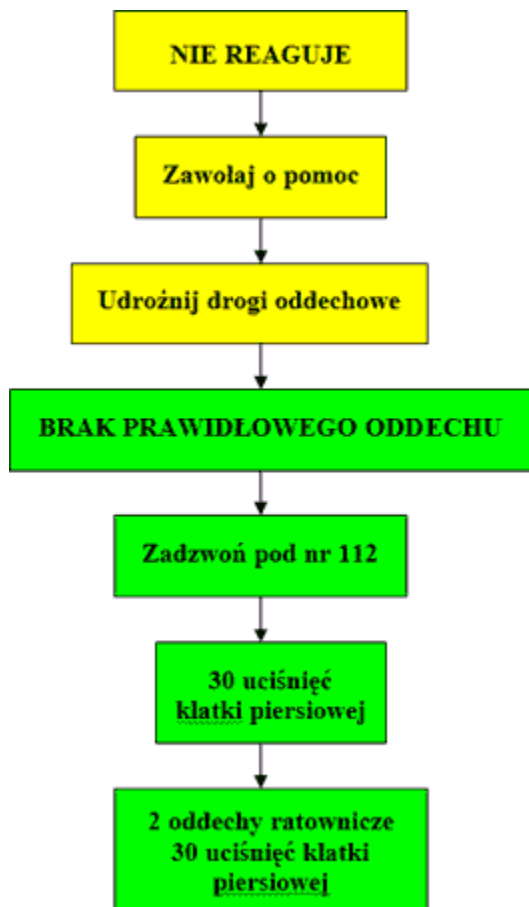 NIE REAGUJE
Zawołaj o pomoc
Udrożnij drogi oddechowe
BRAK PRAWIDŁOWEGO ODDECHU
Zadzwoń pod nr 112
30 uciśnięć
klatki piersiowej
2 oddechy ratownicze
30 uciśnięć klatki
piersiowej